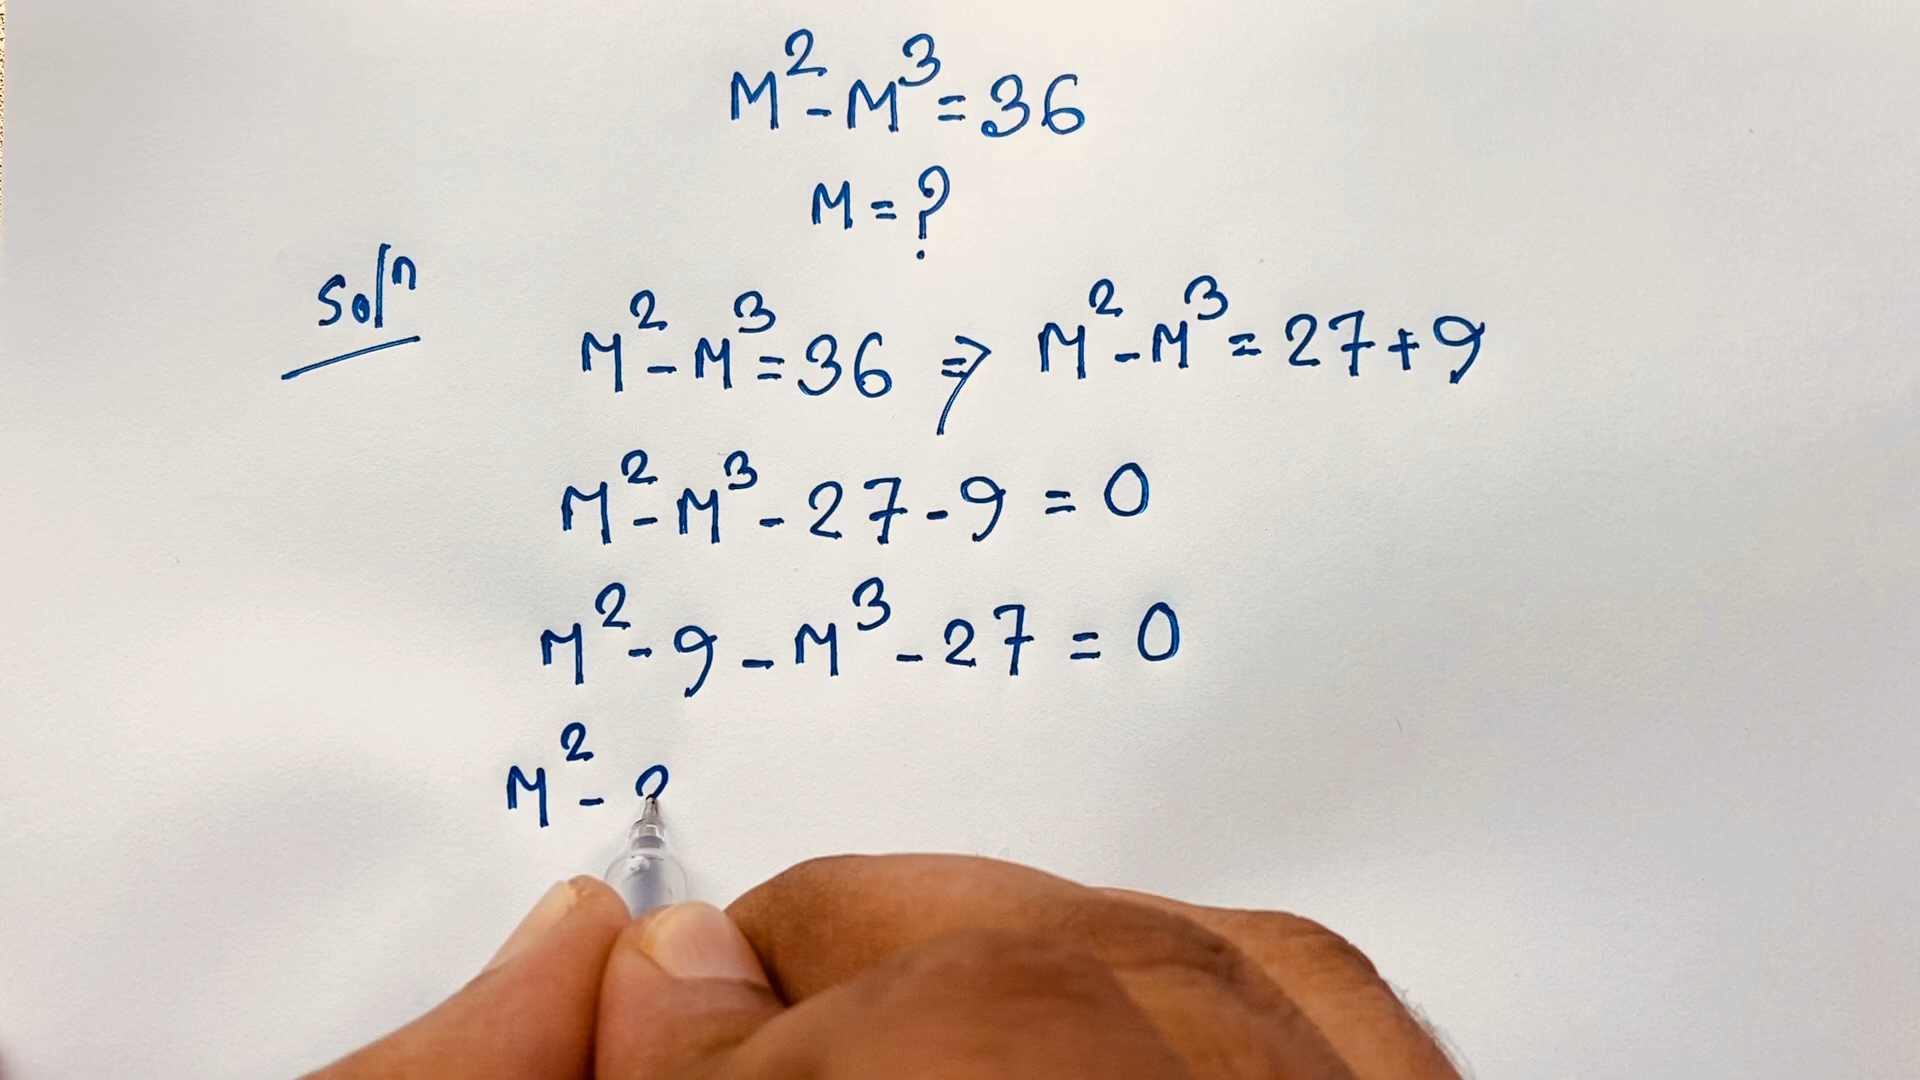 M² - M³ = 36
M = ?
Solⁿ
M² - M³ = 36 ⇒ M² - M³ = 27 + 9
M² - M³ - 27 - 9 = 0
M² - 9 - M³ - 27 = 0
M² -